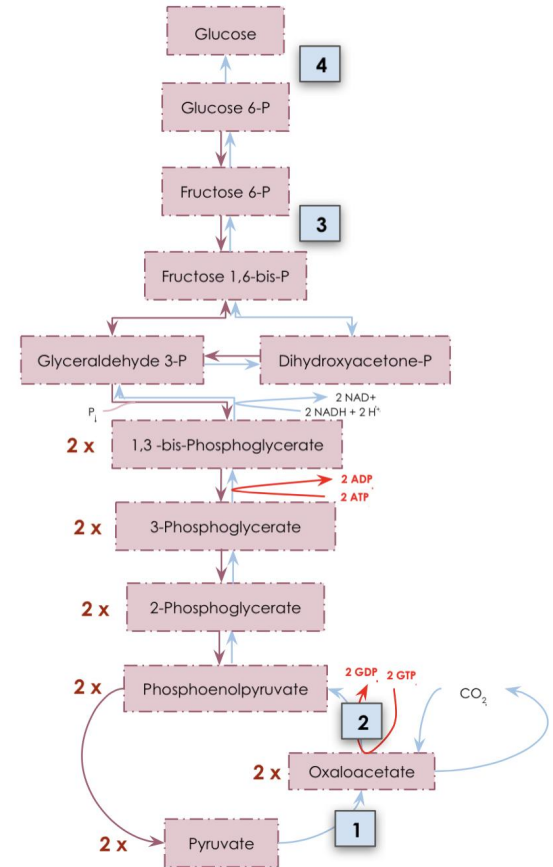 Glucose
4
Glucose 6-P
Fructose 6-P
3
Fructose 1,6-bis-P
Glyceraldehyde 3-P
Dihydroxyacetone-P
2 NAD+
Pi
2 NADH + 2 H+
2 x
1,3 -bis-Phosphoglycerate
2 ADP
2 ATP
2 x
3-Phosphoglycerate
2 x
2-Phosphoglycerate
2 GDP 2 GTP
2 x
Phosphoenolpyruvate
CO2
2
2 x
Oxaloacetate
1
2 x
Pyruvate